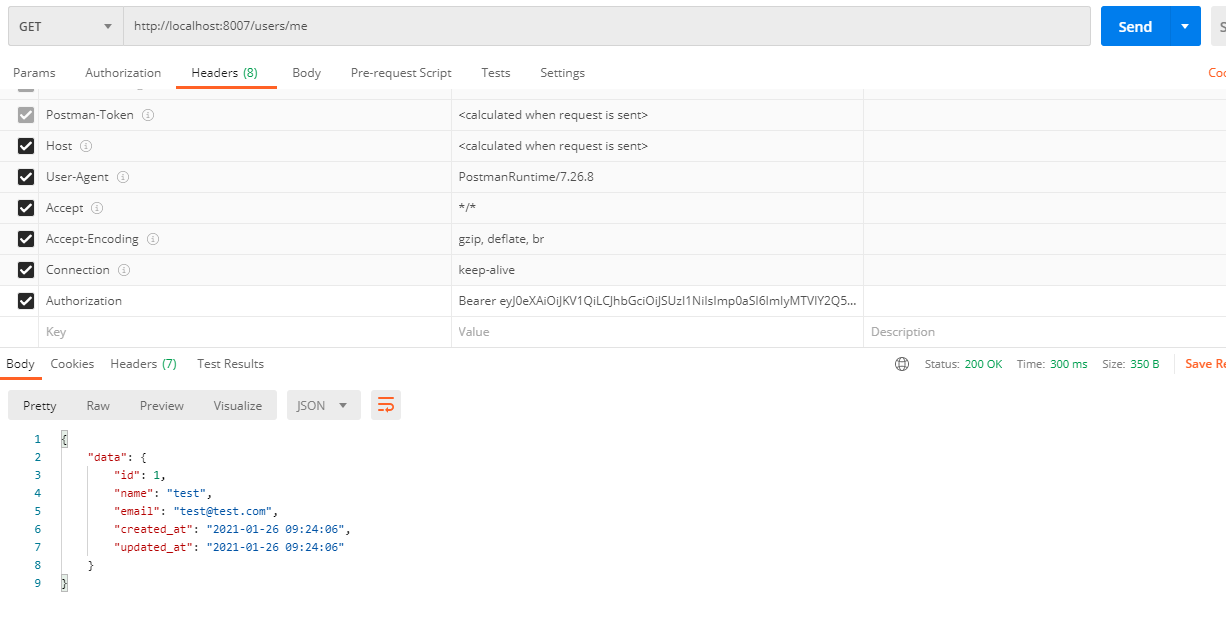 GET http://localhost:8007/users/me Send
Params Authorization Headers (8) Body Pre-request Script Tests Settings
Postman-Token <calculated when request is sent>
Host <calculated when request is sent>
User-Agent PostmanRuntime/7.26.8
Accept */*
Accept-Encoding gzip, deflate, br
Connection keep-alive
Authorization Bearer
Key Value Description
Body Cookies Headers (7) Test Results Status: 200 OK Time: 300 ms Size: 350 B Save
Pretty Raw Preview Visualize JSON
1 {
2 "data": {
3 "id": 1,
4 "name": "test",
5 "email": "test@test.com",
6 "created_at": "2021-01-26 09:24:06",
7 "updated_at": "2021-01-26 09:24:06"
8 }
9 }